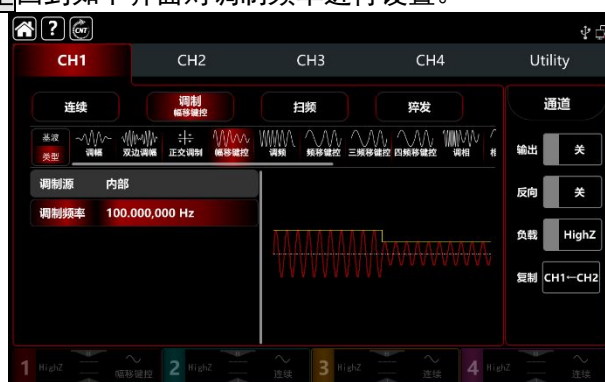 回到如下界面对调制频率进行设置。
? CNT
CH1 CH2 CH3 CH4 Utility
连续 调制 扫频 猝发 通道
幅移键控
基波
类型 调幅 双边调幅 正交调制 幅移键控 调频 频移键控 三频移键控 四频移键控 调相
输出 关
调制源 内部
反向 关
调制频率 100.000,000 Hz
负载 HighZ
复制 CH1←CH2
1 HighZ 幅移键控 2 HighZ 连续 3 HighZ 连续 4 HighZ 连续